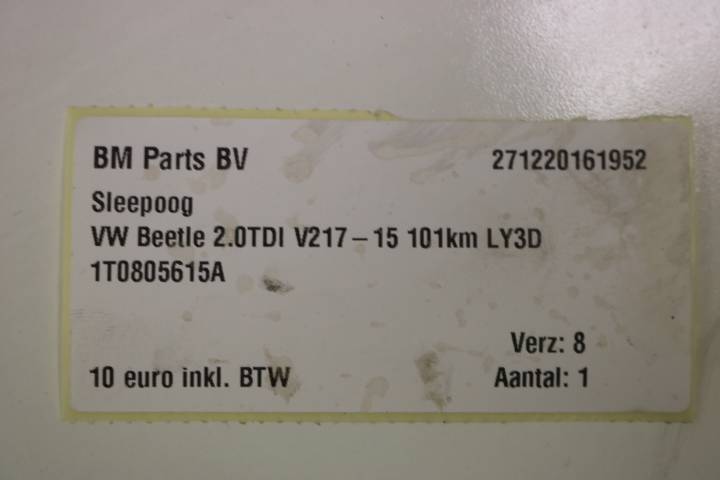 BM Parts BV 271220161952
Sleepoog
VW Beetle 2.0TDI V217-15 101km LY3D
1T0805615A
Verz: 8
10 euro inkl. BTW Aantal: 1